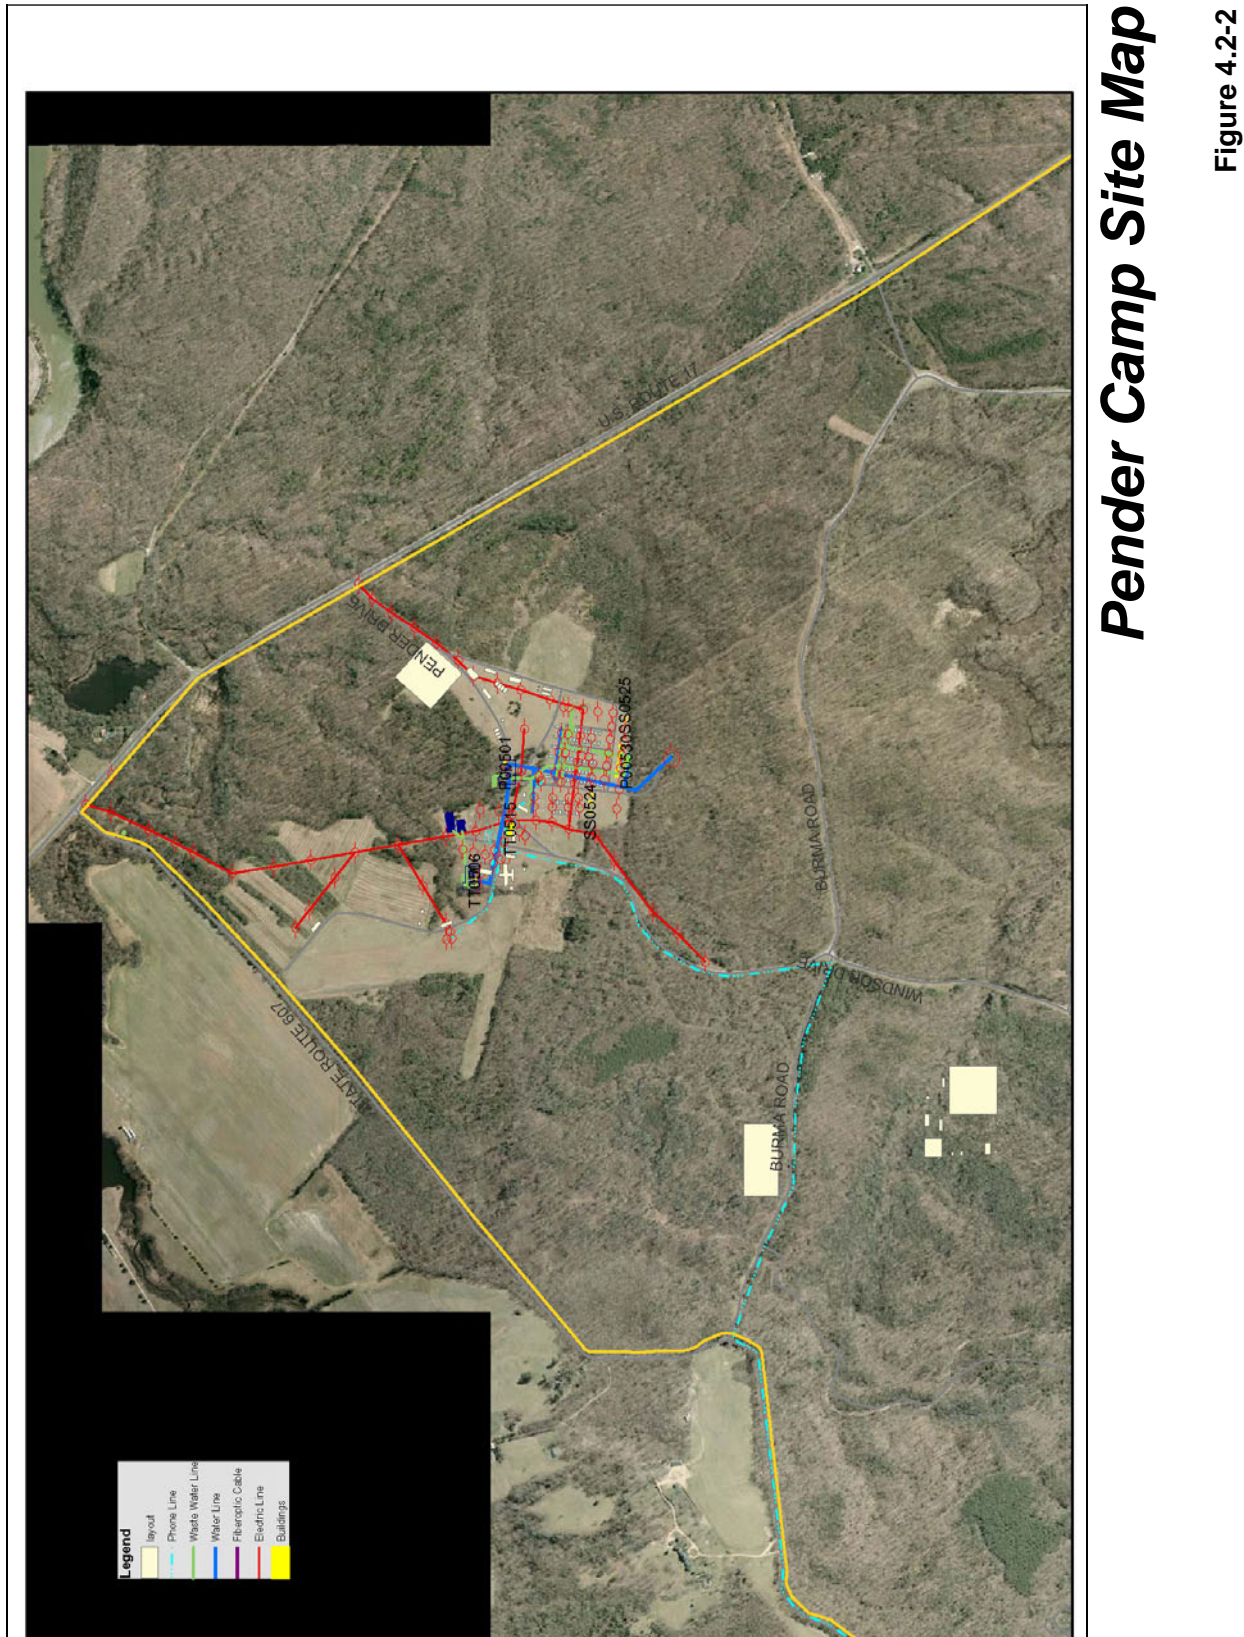 Pender Camp Site Map
Figure 4.2-2
U.S. ROUTE 17
PENDER DRIVE
P00501
TT0515
TT0506
SS0524
P00530
SS0525
BURMA ROAD
WINDSOR DRIVE
BURMA ROAD
STATE ROUTE 607
Legend
layout
Phone Line
Waste Water Line
Water Line
Fiberoptic Cable
Electric Line
Buildings